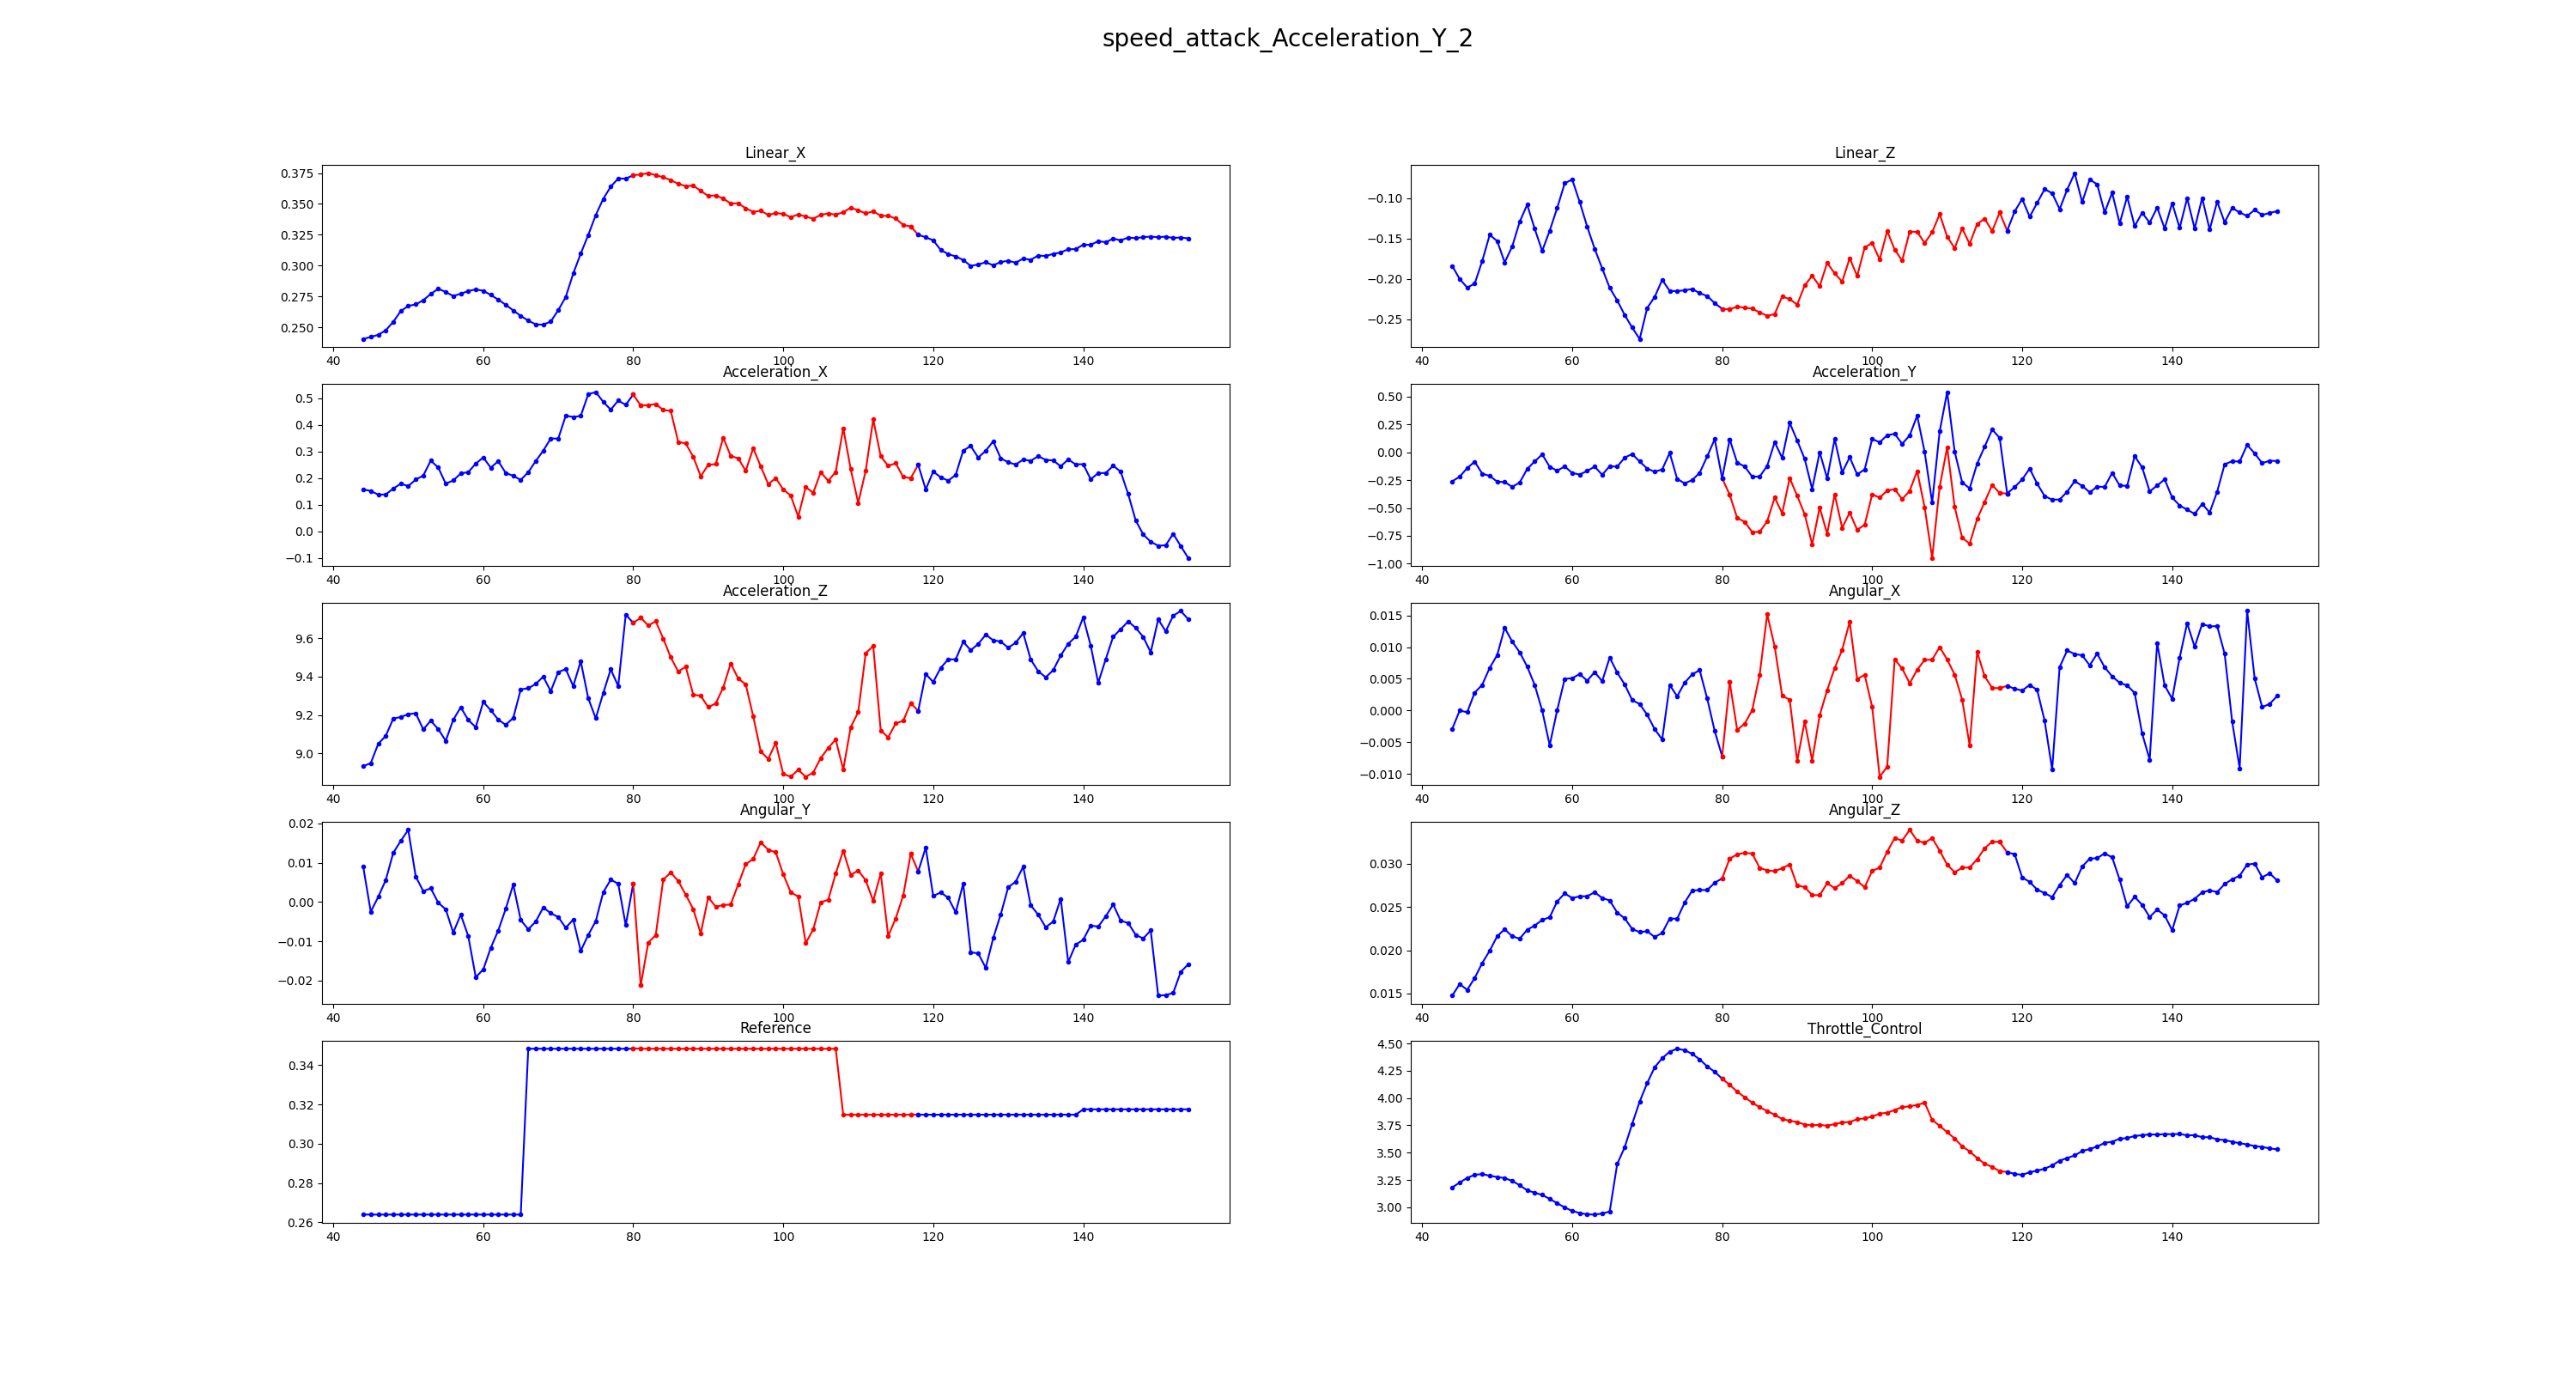 speed_attack_Acceleration_Y_2
Linear_X
0.375
0.350
0.325
0.300
0.275
0.250
40 60 80 100 120 140
Linear_Z
−0.10
−0.15
−0.20
−0.25
40 60 80 100 120 140
Acceleration_X
0.5
0.4
0.3
0.2
0.1
0.0
−0.1
40 60 80 100 120 140
Acceleration_Y
0.50
0.25
0.00
−0.25
−0.50
−0.75
−1.00
40 60 80 100 120 140
Acceleration_Z
9.6
9.4
9.2
9.0
40 60 80 100 120 140
Angular_X
0.015
0.010
0.005
0.000
−0.005
−0.010
40 60 80 100 120 140
Angular_Y
0.02
0.01
0.00
−0.01
−0.02
40 60 80 100 120 140
Angular_Z
0.030
0.025
0.020
0.015
40 60 80 100 120 140
Reference
0.34
0.32
0.30
0.28
0.26
40 60 80 100 120 140
Throttle_Control
4.50
4.25
4.00
3.75
3.50
3.25
3.00
40 60 80 100 120 140